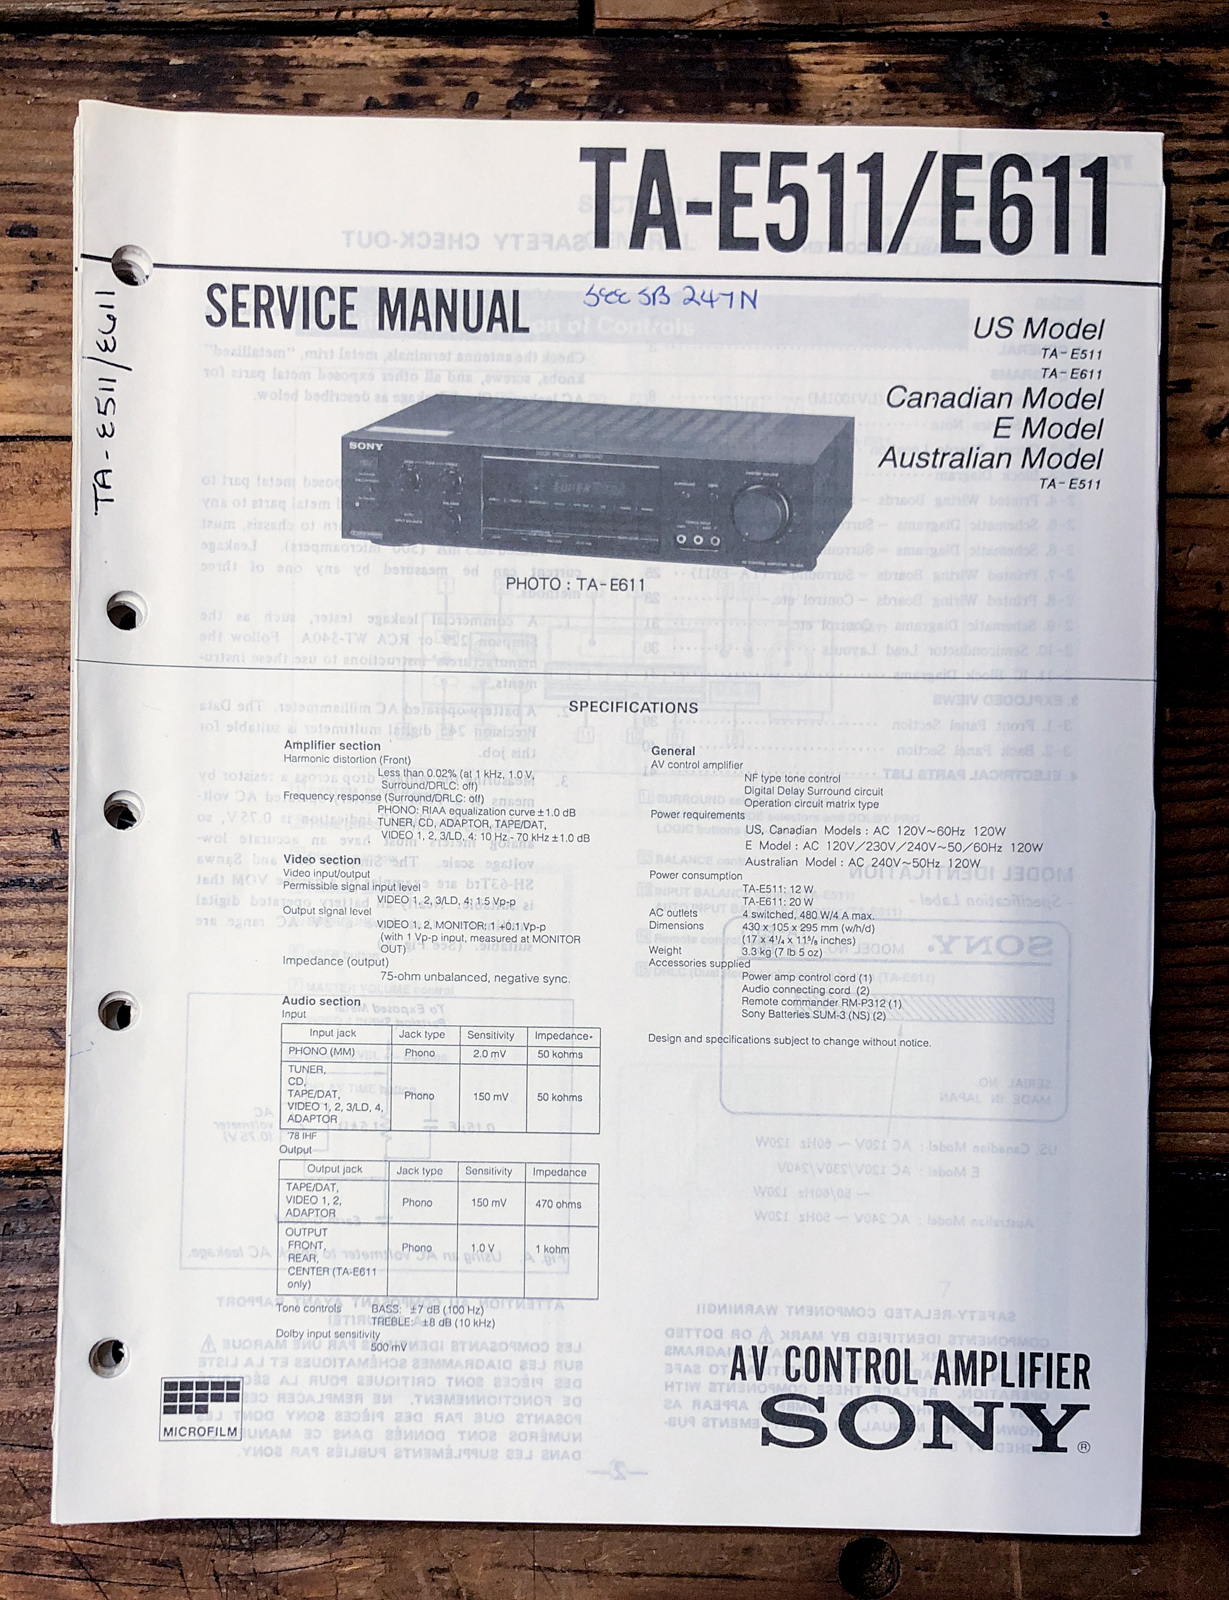 TA-E511/E611
SERVICE MANUAL
SEE SB 247N
TA-E511/E611
US Model
TA-E511
TA-E611
Canadian Model
E Model
Australian Model
TA-E511
SONY
PHOTO : TA-E611
SPECIFICATIONS
Amplifier section
Harmonic distortion (Front)
Less than 0.02% (at 1 kHz, 1.0 V,
Surround/DRLC: off)
Frequency response (Surround/DRLC: off)
PHONO: RIAA equalization curve ±1.0 dB
TUNER, CD, ADAPTOR, TAPE/DAT,
VIDEO 1, 2, 3/LD, 4: 10 Hz - 70 kHz ±1.0 dB
Video section
Video input/output
Permissible signal input level
VIDEO 1, 2, 3/LD, 4: 1.5 Vp-p
Output signal level
VIDEO 1, 2, MONITOR: 1 ±0.1 Vp-p
(with 1 Vp-p input, measured at MONITOR
OUT)
Impedance (output)
75-ohm unbalanced, negative sync.
Audio section
Input
Input jack Jack type Sensitivity Impedance
PHONO (MM) Phono 2.0 mV 50 kohms
TUNER,
CD,
TAPE/DAT, Phono 150 mV 50 kohms
VIDEO 1, 2, 3/LD, 4,
ADAPTOR
'78 IHF
Output
Output jack Jack type Sensitivity Impedance
TAPE/DAT,
VIDEO 1, 2, Phono 150 mV 470 ohms
ADAPTOR
OUTPUT
FRONT, Phono 1.0 V 1 kohm
REAR,
CENTER (TA-E611
only)
Tone controls BASS: ±7 dB (100 Hz)
TREBLE: ±8 dB (10 kHz)
Dolby input sensitivity
500 mV
General
AV control amplifier
NF type tone control
Digital Delay Surround circuit
Operation circuit matrix type
Power requirements
US, Canadian Models : AC 120V~60Hz 120W
E Model : AC 120V/230V/240V~50/60Hz 120W
Australian Model : AC 240V~50Hz 120W
Power consumption
TA-E511: 12 W
TA-E611: 20 W
AC outlets 4 switched, 480 W/4 A max.
Dimensions 430 x 105 x 295 mm (w/h/d)
(17 x 4 1/4 x 11 5/8 inches)
Weight 3.3 kg (7 lb 5 oz)
Accessories supplied
Power amp control cord (1)
Audio connecting cord (2)
Remote commander RM-P312 (1)
Sony Batteries SUM-3 (NS) (2)
Design and specifications subject to change without notice.
MICROFILM
AV CONTROL AMPLIFIER
SONY®